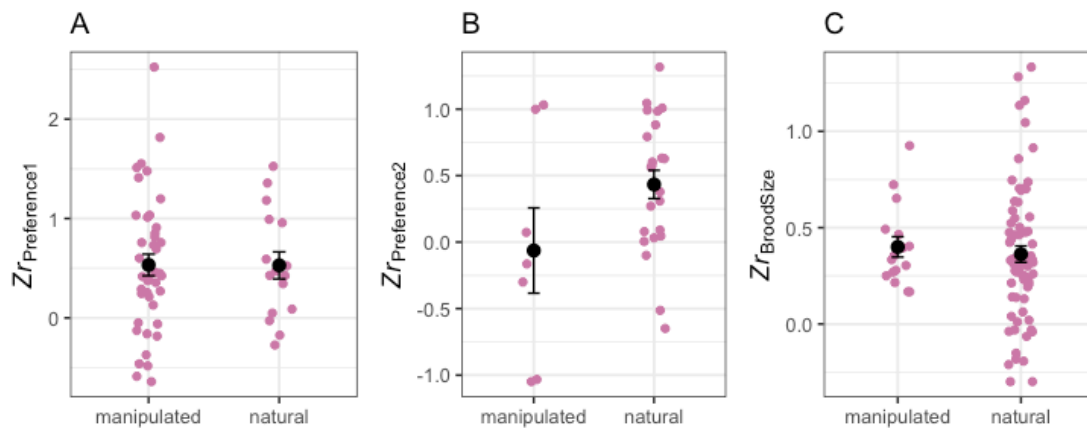 A
B
C
Zr Preference1
2
1
0
manipulated
natural
Zr Preference2
1.0
0.5
0.0
-0.5
-1.0
manipulated
natural
Zr BroodSize
1.0
0.5
0.0
manipulated
natural